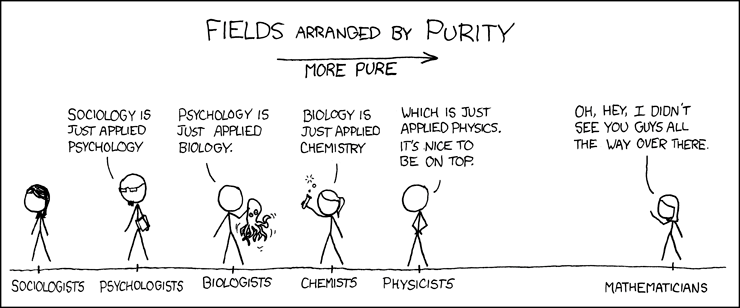 FIELDS ARRANGED BY PURITY
MORE PURE
SOCIOLOGY IS
JUST APPLIED
PSYCHOLOGY
PSYCHOLOGY IS
JUST APPLIED
BIOLOGY.
BIOLOGY IS
JUST APPLIED
CHEMISTRY
WHICH IS JUST
APPLIED PHYSICS.
IT'S NICE TO
BE ON TOP.
OH, HEY, I DIDN'T
SEE YOU GUYS ALL
THE WAY OVER THERE.
SOCIOLOGISTS
PSYCHOLOGISTS
BIOLOGISTS
CHEMISTS
PHYSICISTS
MATHEMATICIANS